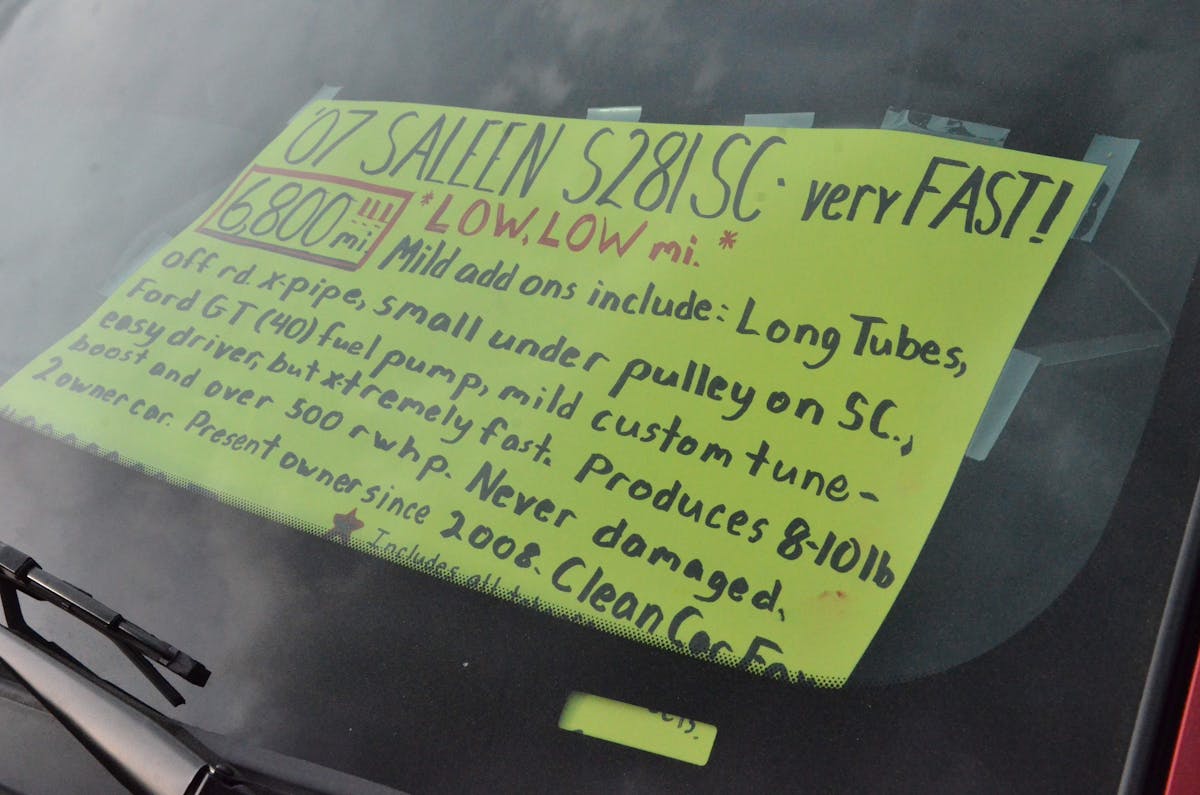 '07 SALEEN S281SC· very FAST!
6,800 mi. !!! *LOW, LOW mi. *
Mild add ons include: Long Tubes,
off rd. x-pipe, small under pulley on SC.,
Ford GT (40) fuel pump, mild custom tune-
easy driver, but x-tremely fast. Produces 8-10lb
boost and over 500 rwhp. Never damaged,
2 owner car. Present owner since 2008. Clean Car
Includes all